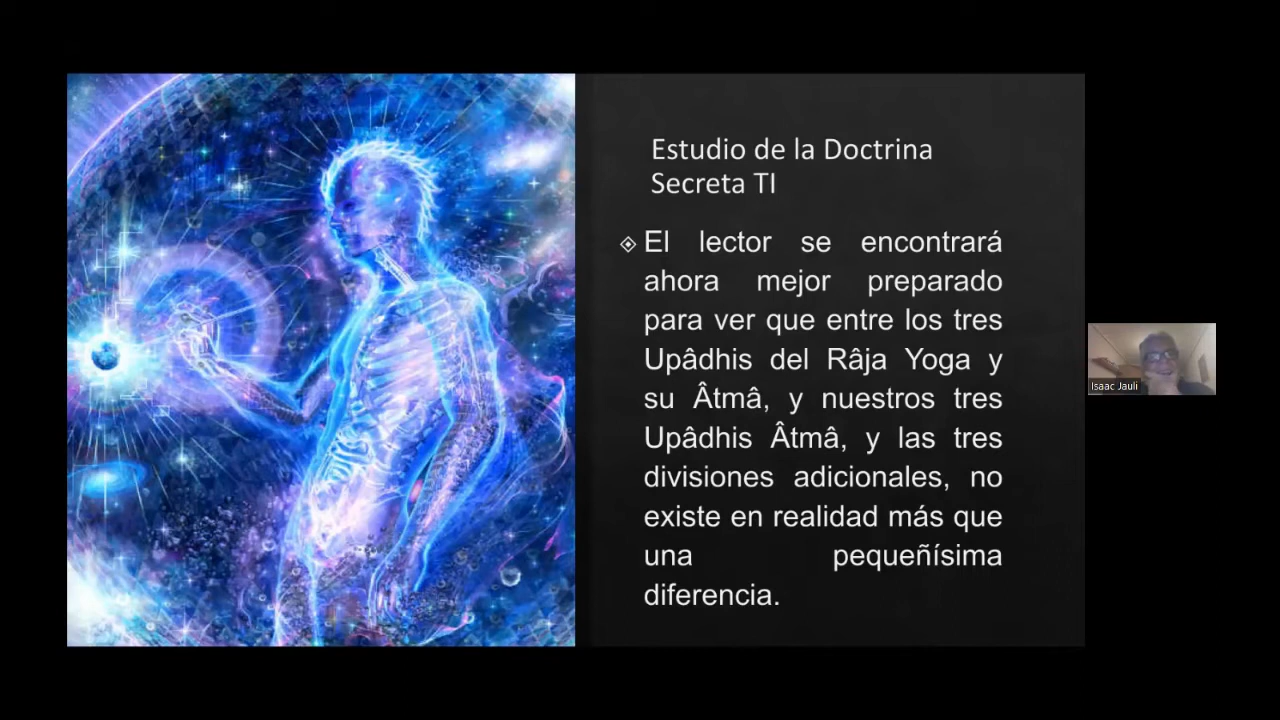 Estudio de la Doctrina
Secreta TI
El lector se encontrará
ahora mejor preparado
para ver que entre los tres
Upâdhis del Râja Yoga y
su Âtmâ, y nuestros tres
Upâdhis Âtmâ, y las tres
divisiones adicionales, no
existe en realidad más que
una pequeñísima
diferencia.
Isaac Jauli